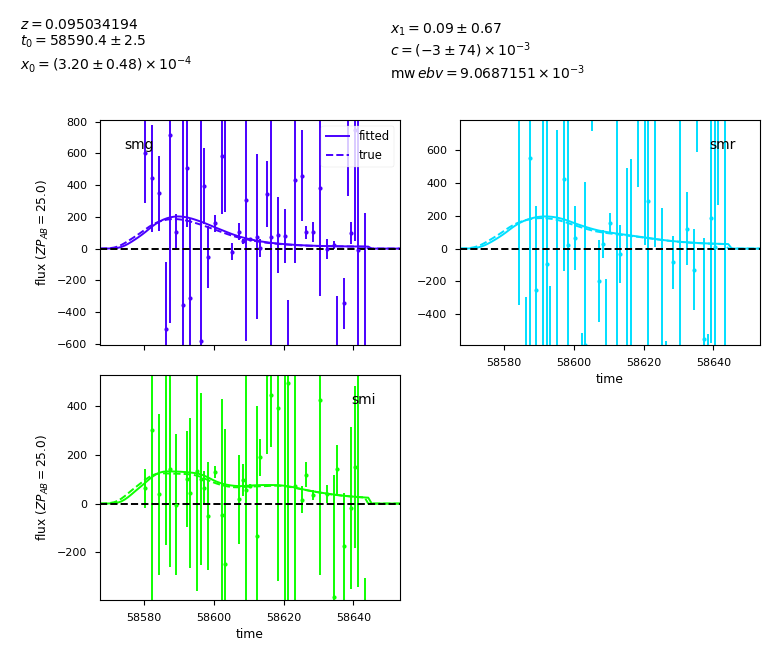 z = 0.095034194
t₀ = 58590.4 ± 2.5
x₀ = (3.20 ± 0.48) × 10⁻⁴
x₁ = 0.09 ± 0.67
c = (−3 ± 74) × 10⁻³
mw ebv = 9.0687151 × 10⁻³
800
600
400
200
0
−200
−400
−600
flux (ZP_AB = 25.0)
smg
fitted
true
600
400
200
0
−200
−400
smr
58580
58600
58620
58640
time
400
200
0
−200
flux (ZP_AB = 25.0)
smi
58580
58600
58620
58640
time